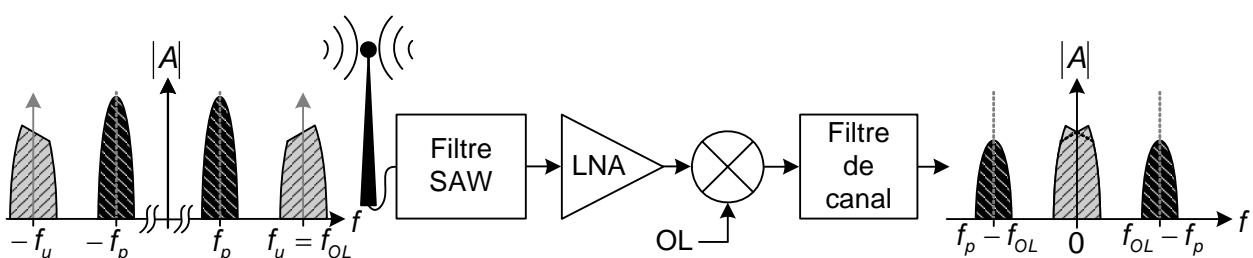 |A|
f
-f_u
-f_p
f_p
f_u = f_OL
Filtre
SAW
LNA
OL
Filtre
de
canal
|A|
f
f_p - f_OL
0
f_OL - f_p